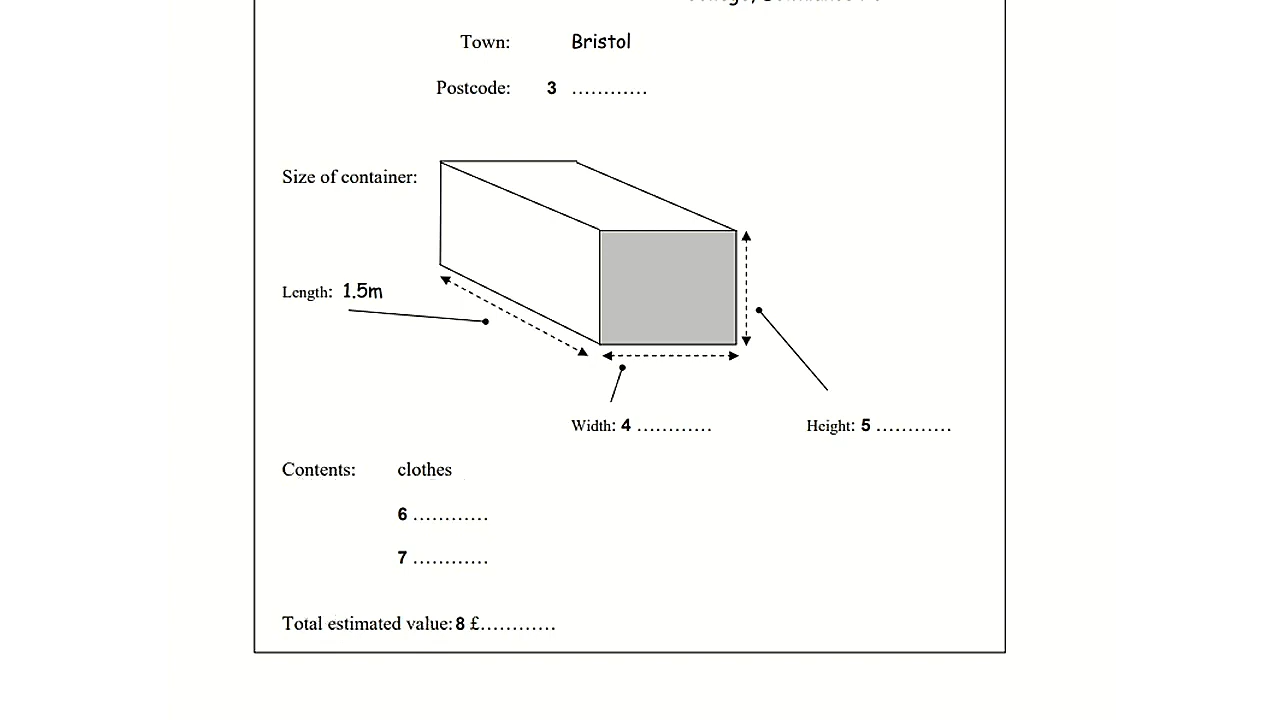 Town: Bristol
Postcode: 3 ............
Size of container:
Length: 1.5m
Width: 4 ............
Height: 5 ............
Contents: clothes
6 ............
7 ............
Total estimated value: 8 £............